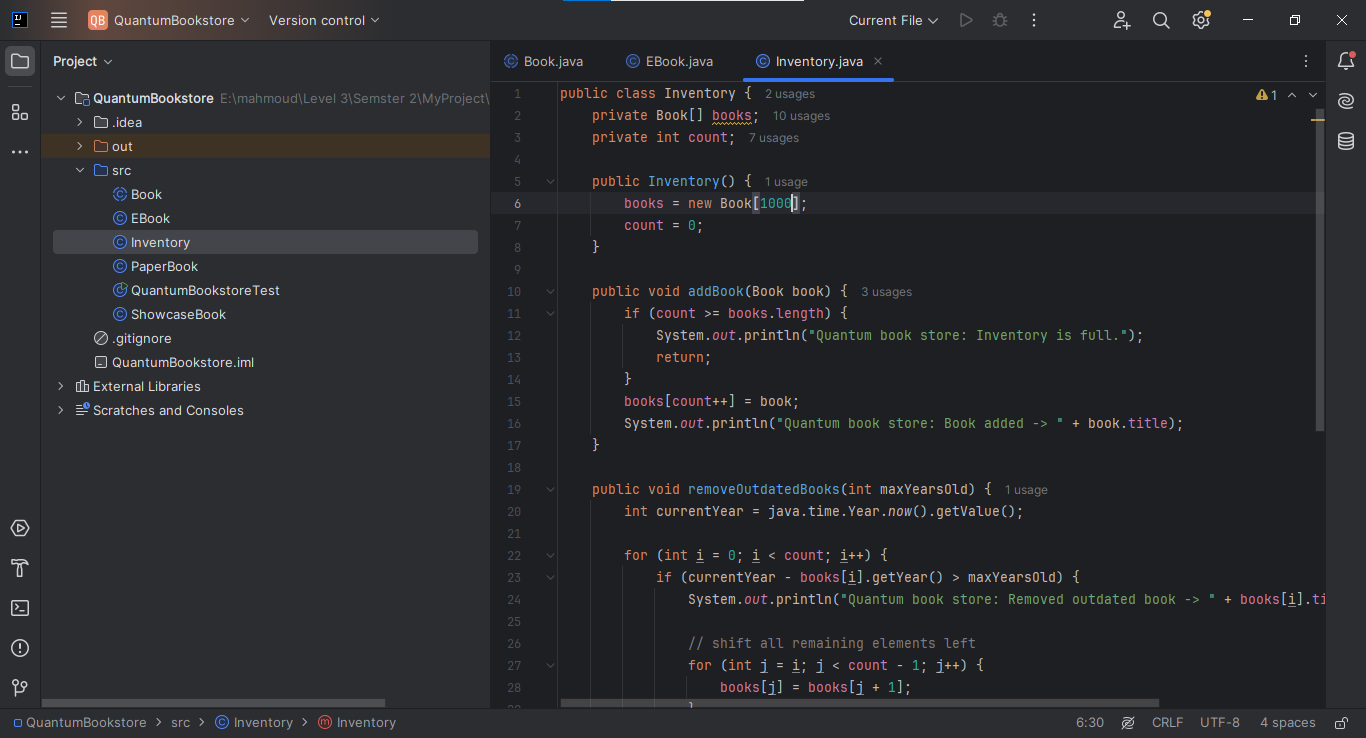 QB QuantumBookstore Version control Current File
Project
QuantumBookstore E:\mahmoud\Level 3\Semster 2\MyProject\
.idea
out
src
Book
EBook
Inventory
PaperBook
QuantumBookstoreTest
ShowcaseBook
.gitignore
QuantumBookstore.iml
External Libraries
Scratches and Consoles
Book.java EBook.java Inventory.java
1 public class Inventory { 2 usages
1
2 private Book[] books; 10 usages
3 private int count; 7 usages
4
5 public Inventory() { 1 usage
6 books = new Book[1000];
7 count = 0;
8 }
9
10 public void addBook(Book book) { 3 usages
11 if (count >= books.length) {
12 System.out.println("Quantum book store: Inventory is full.");
13 return;
14 }
15 books[count++] = book;
16 System.out.println("Quantum book store: Book added -> " + book.title);
17 }
18
19 public void removeOutdatedBooks(int maxYearsOld) { 1 usage
20 int currentYear = java.time.Year.now().getValue();
21
22 for (int i = 0; i < count; i++) {
23 if (currentYear - books[i].getYear() > maxYearsOld) {
24 System.out.println("Quantum book store: Removed outdated book -> " + books[i].ti
25
26 // shift all remaining elements left
27 for (int j = i; j < count - 1; j++) {
28 books[j] = books[j + 1];
QuantumBookstore > src > Inventory > Inventory 6:30 CRLF UTF-8 4 spaces